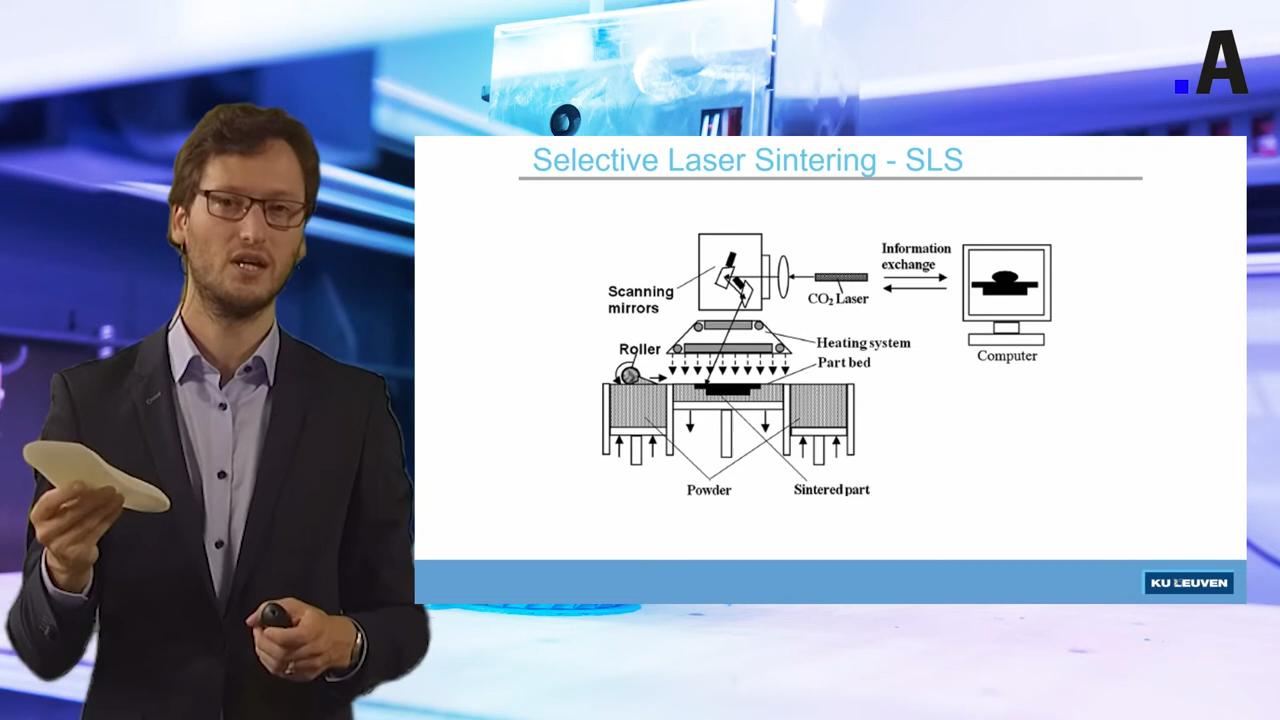 .A
Selective Laser Sintering - SLS
Information
exchange
Scanning
mirrors
CO₂ Laser
Computer
Heating system
Roller
Part bed
Powder
Sintered part
KU LEUVEN